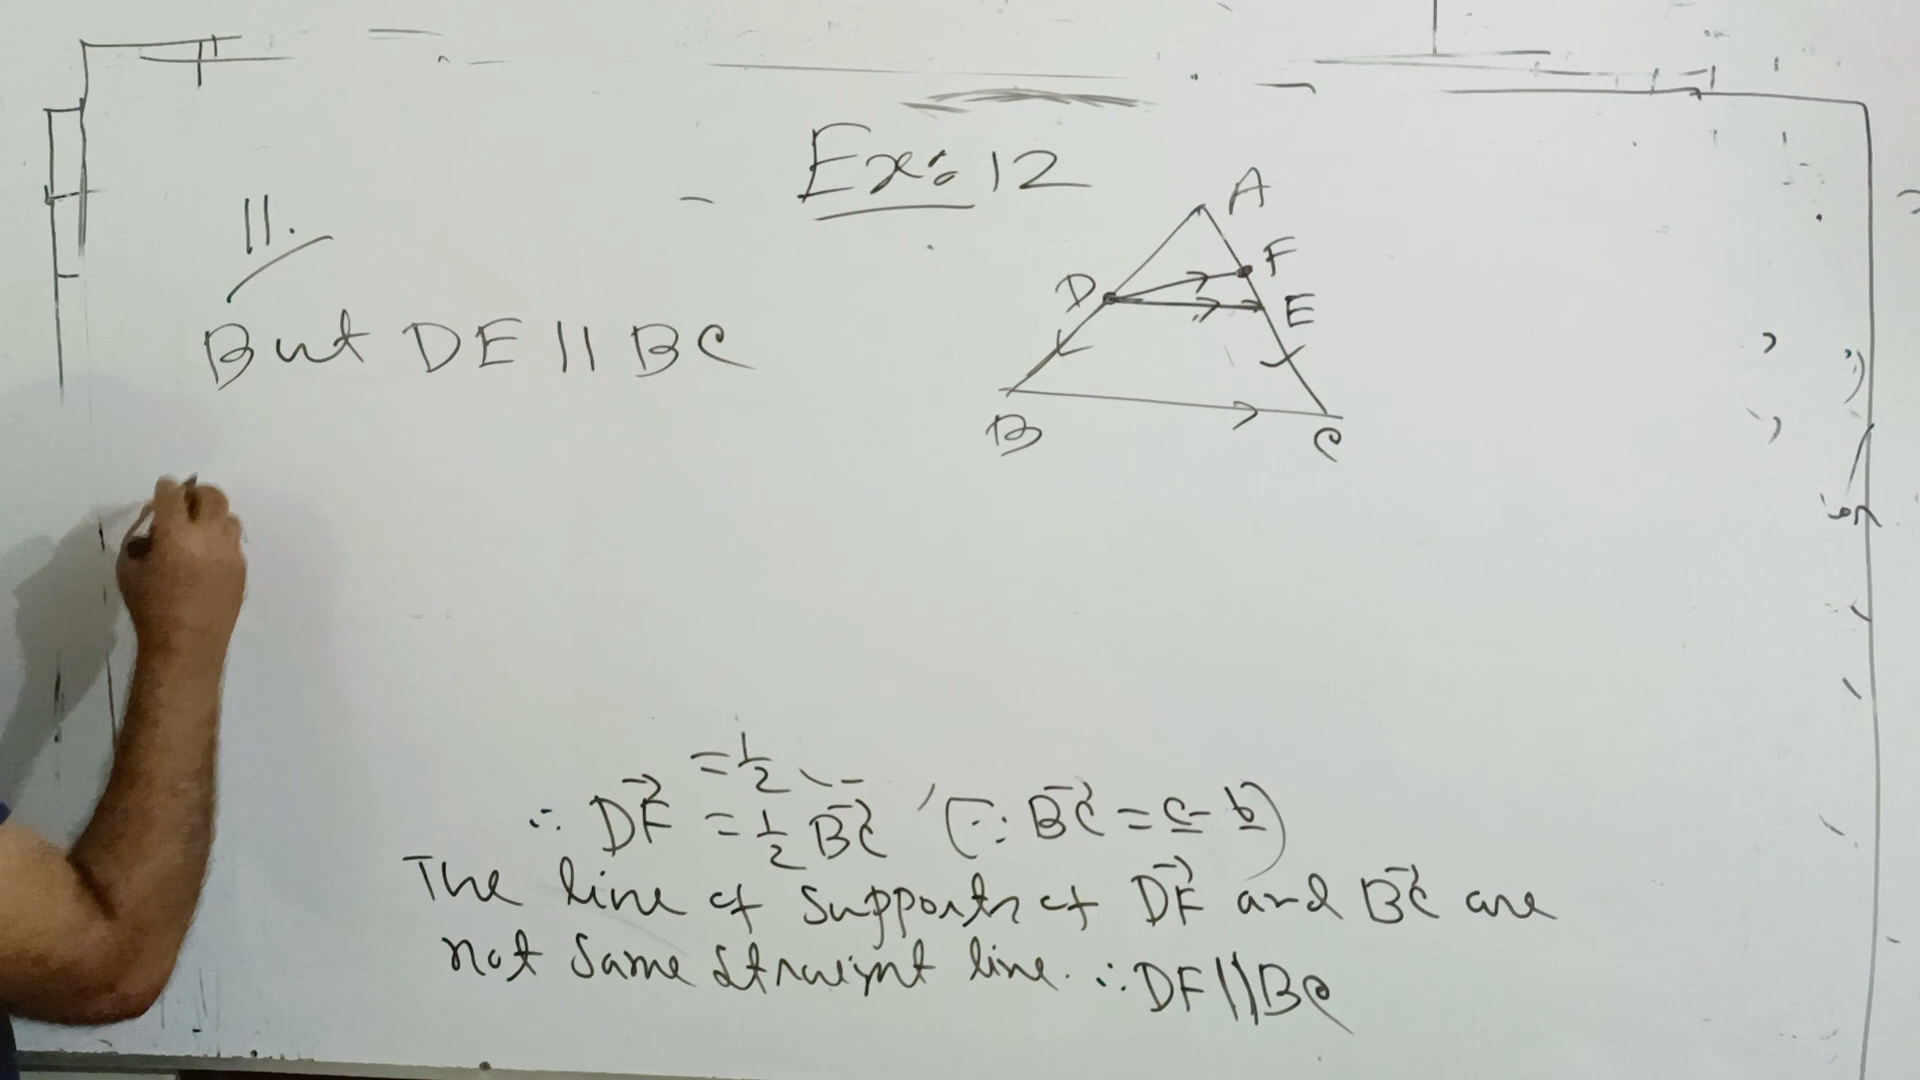 Ex: 12
11.
A
F
D
E
But DE || BC
B
C
= 1/2
∴ DF⃗ = 1/2 BC⃗ (∵ BC⃗ = c - b)
The line of supports of DF⃗ and BC⃗ are
not same straight line. ∴ DF || BC